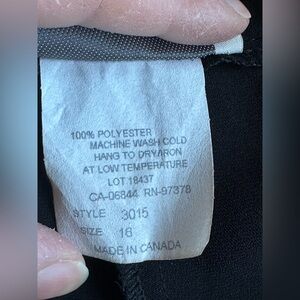 100% POLYESTER
MACHINE WASH COLD
HANG TO DRY/IRON
AT LOW TEMPERATURE
LOT 18437
CA-06844 RN-97378
STYLE 3015
SIZE 16
MADE IN CANADA